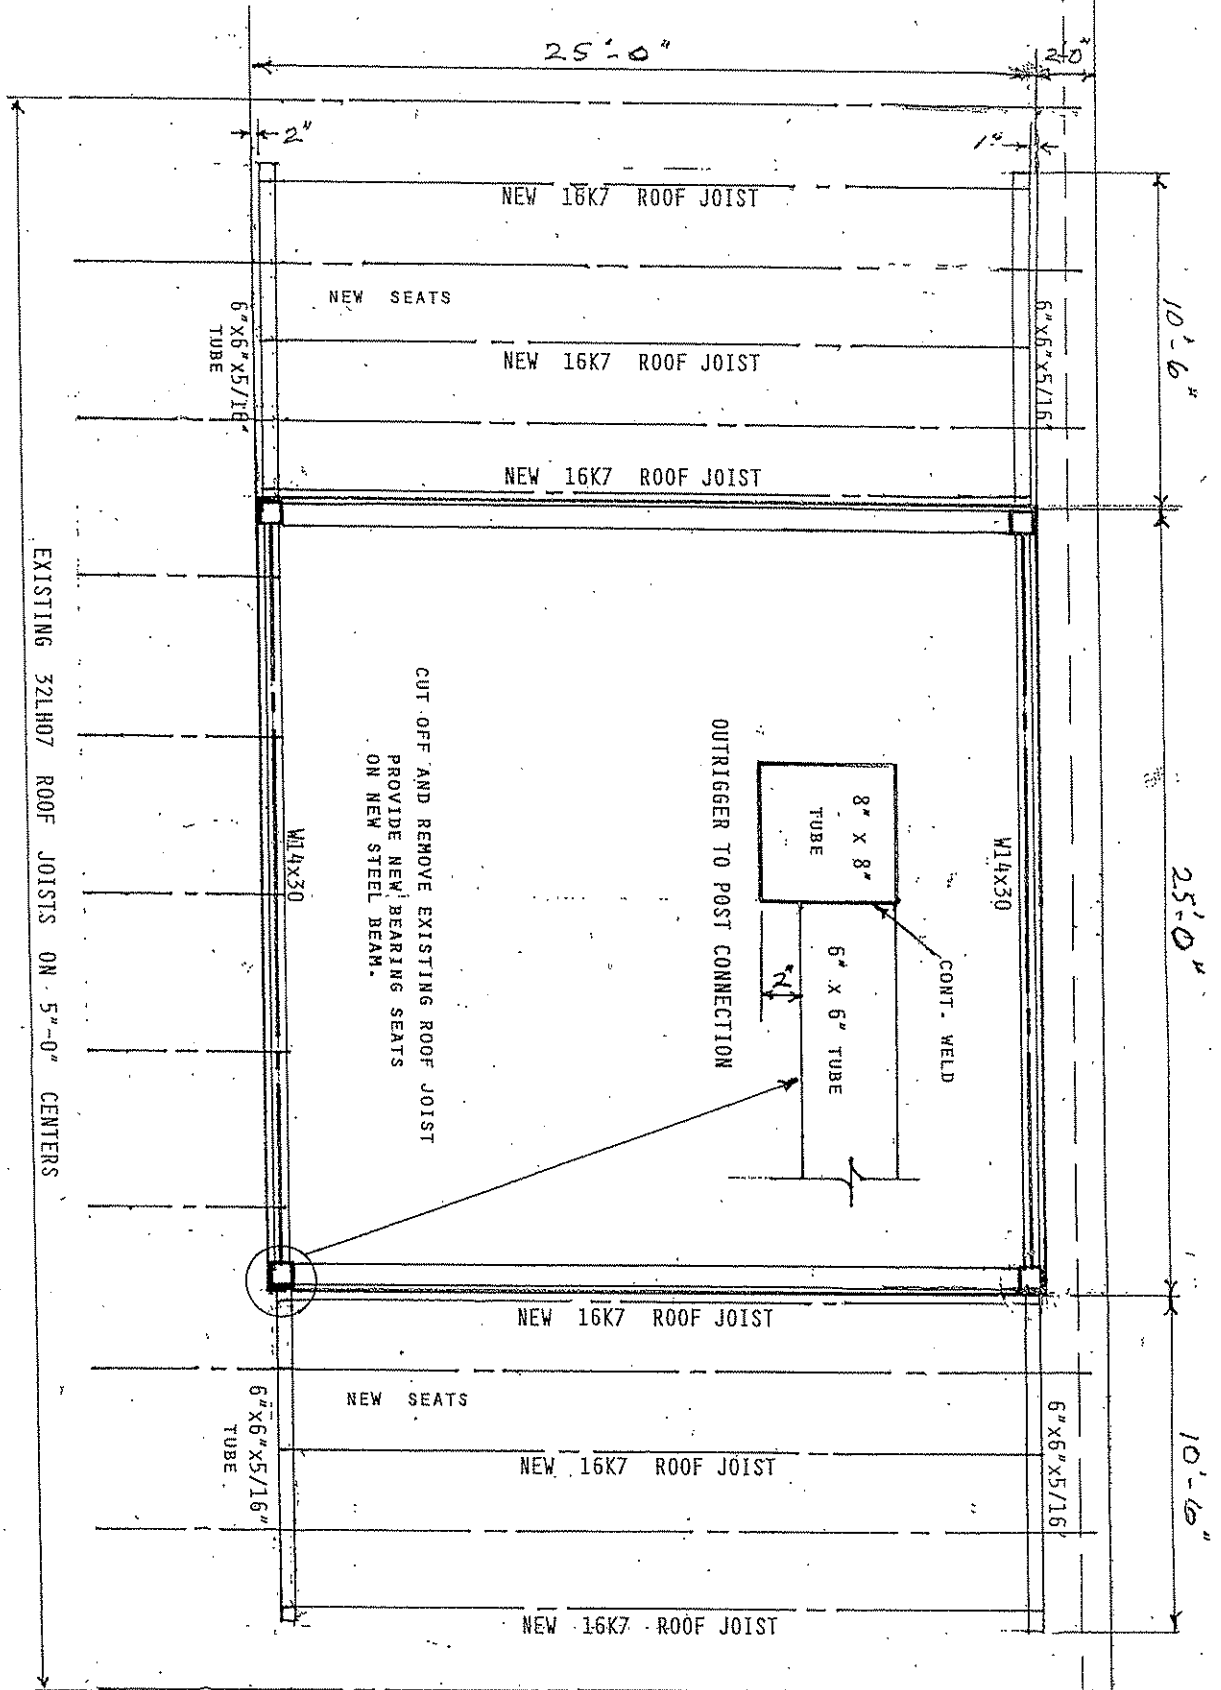 25'-0"
2'0"
2"
1"
NEW 16K7 ROOF JOIST
10'-6"
NEW SEATS
6"x6"x5/16"
TUBE
6"x6"x5/16"
NEW 16K7 ROOF JOIST
NEW 16K7 ROOF JOIST
EXISTING 32LH07 ROOF JOISTS ON 5"-0" CENTERS
CUT OFF AND REMOVE EXISTING ROOF JOIST
PROVIDE NEW BEARING SEATS
ON NEW STEEL BEAM.
W14x30
OUTRIGGER TO POST CONNECTION
8" X 8"
TUBE
6" X 6" TUBE
2"
CONT. WELD
W14x30
25'-0"
NEW 16K7 ROOF JOIST
NEW SEATS
6"x6"x5/16"
TUBE
6"x6"x5/16"
10'-6"
NEW 16K7 ROOF JOIST
NEW 16K7 ROOF JOIST